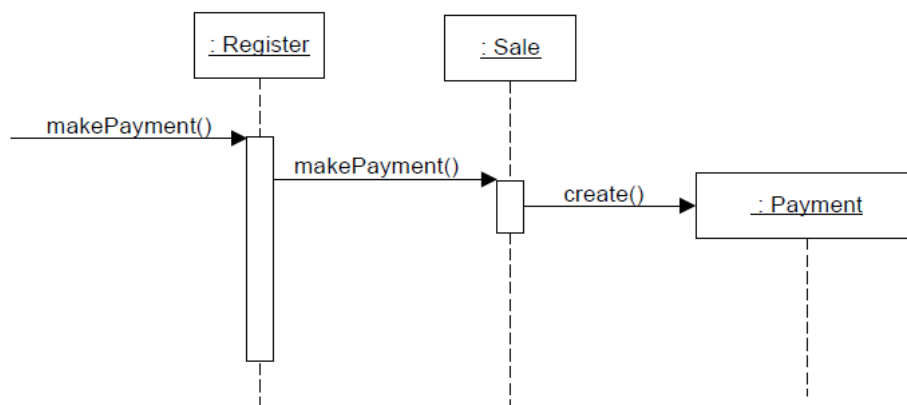 : Register
: Sale
makePayment()
makePayment()
create()
: Payment